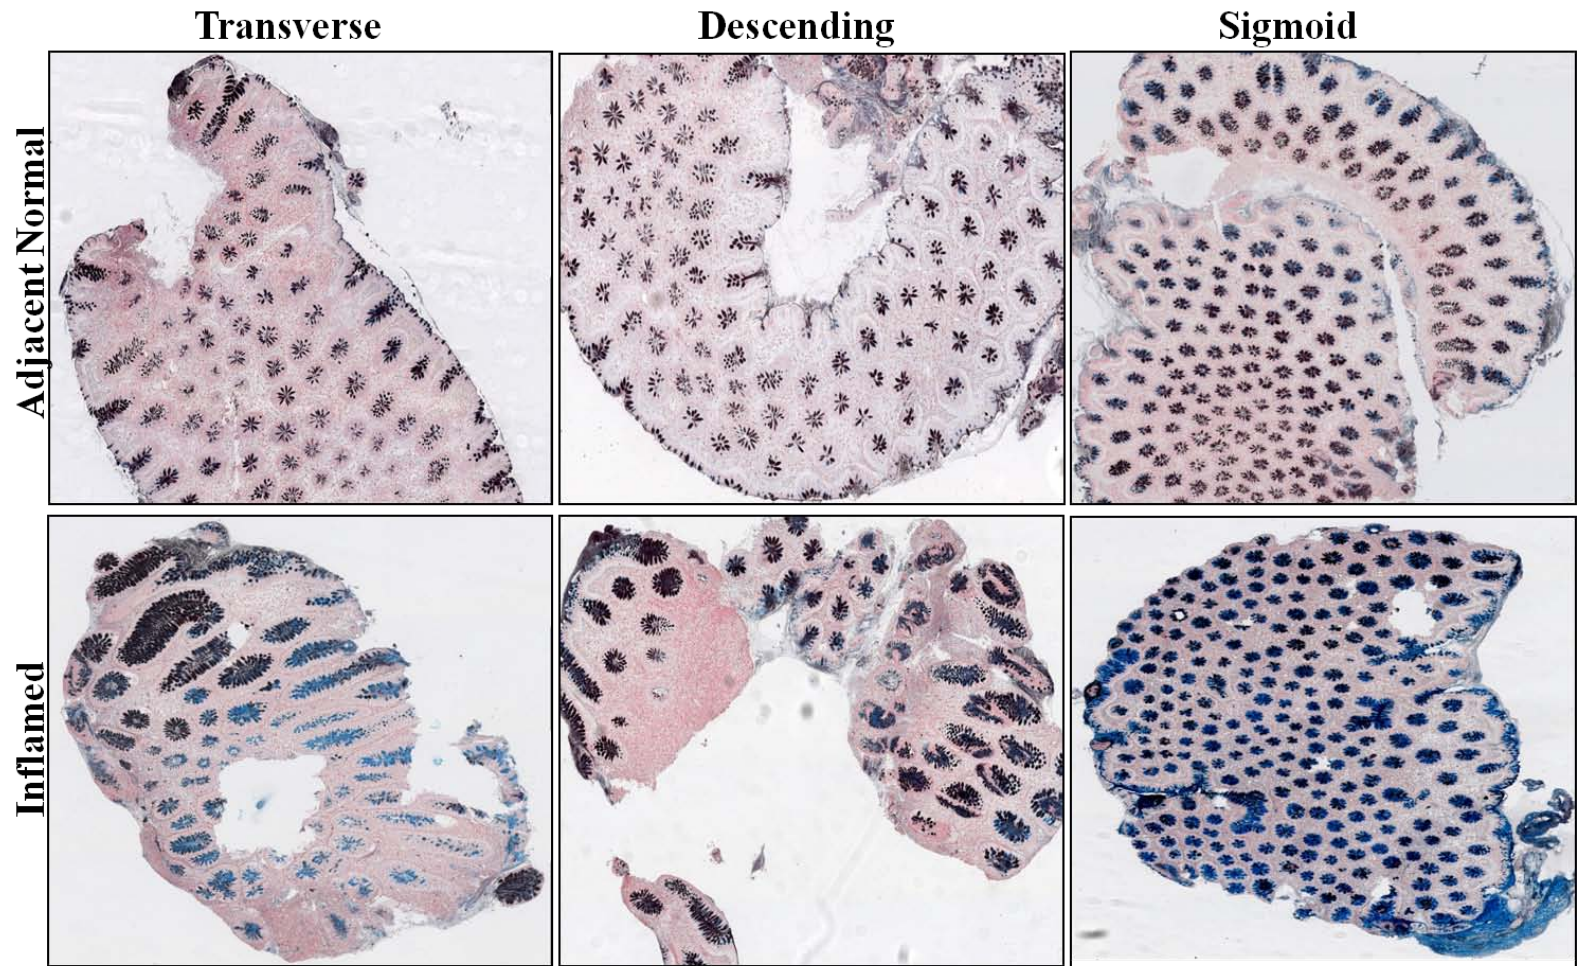 Transverse
Descending
Sigmoid
Adjacent Normal
Inflamed